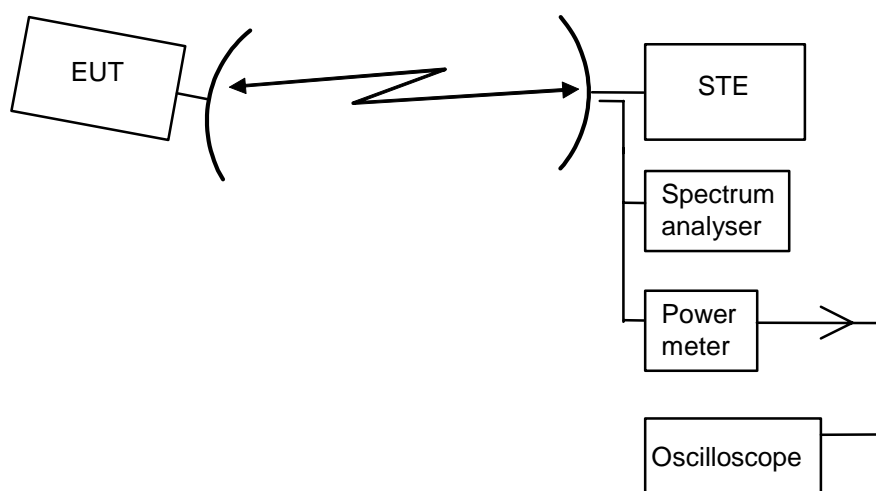 EUT
STE
Spectrum
analyser
Power
meter
Oscilloscope